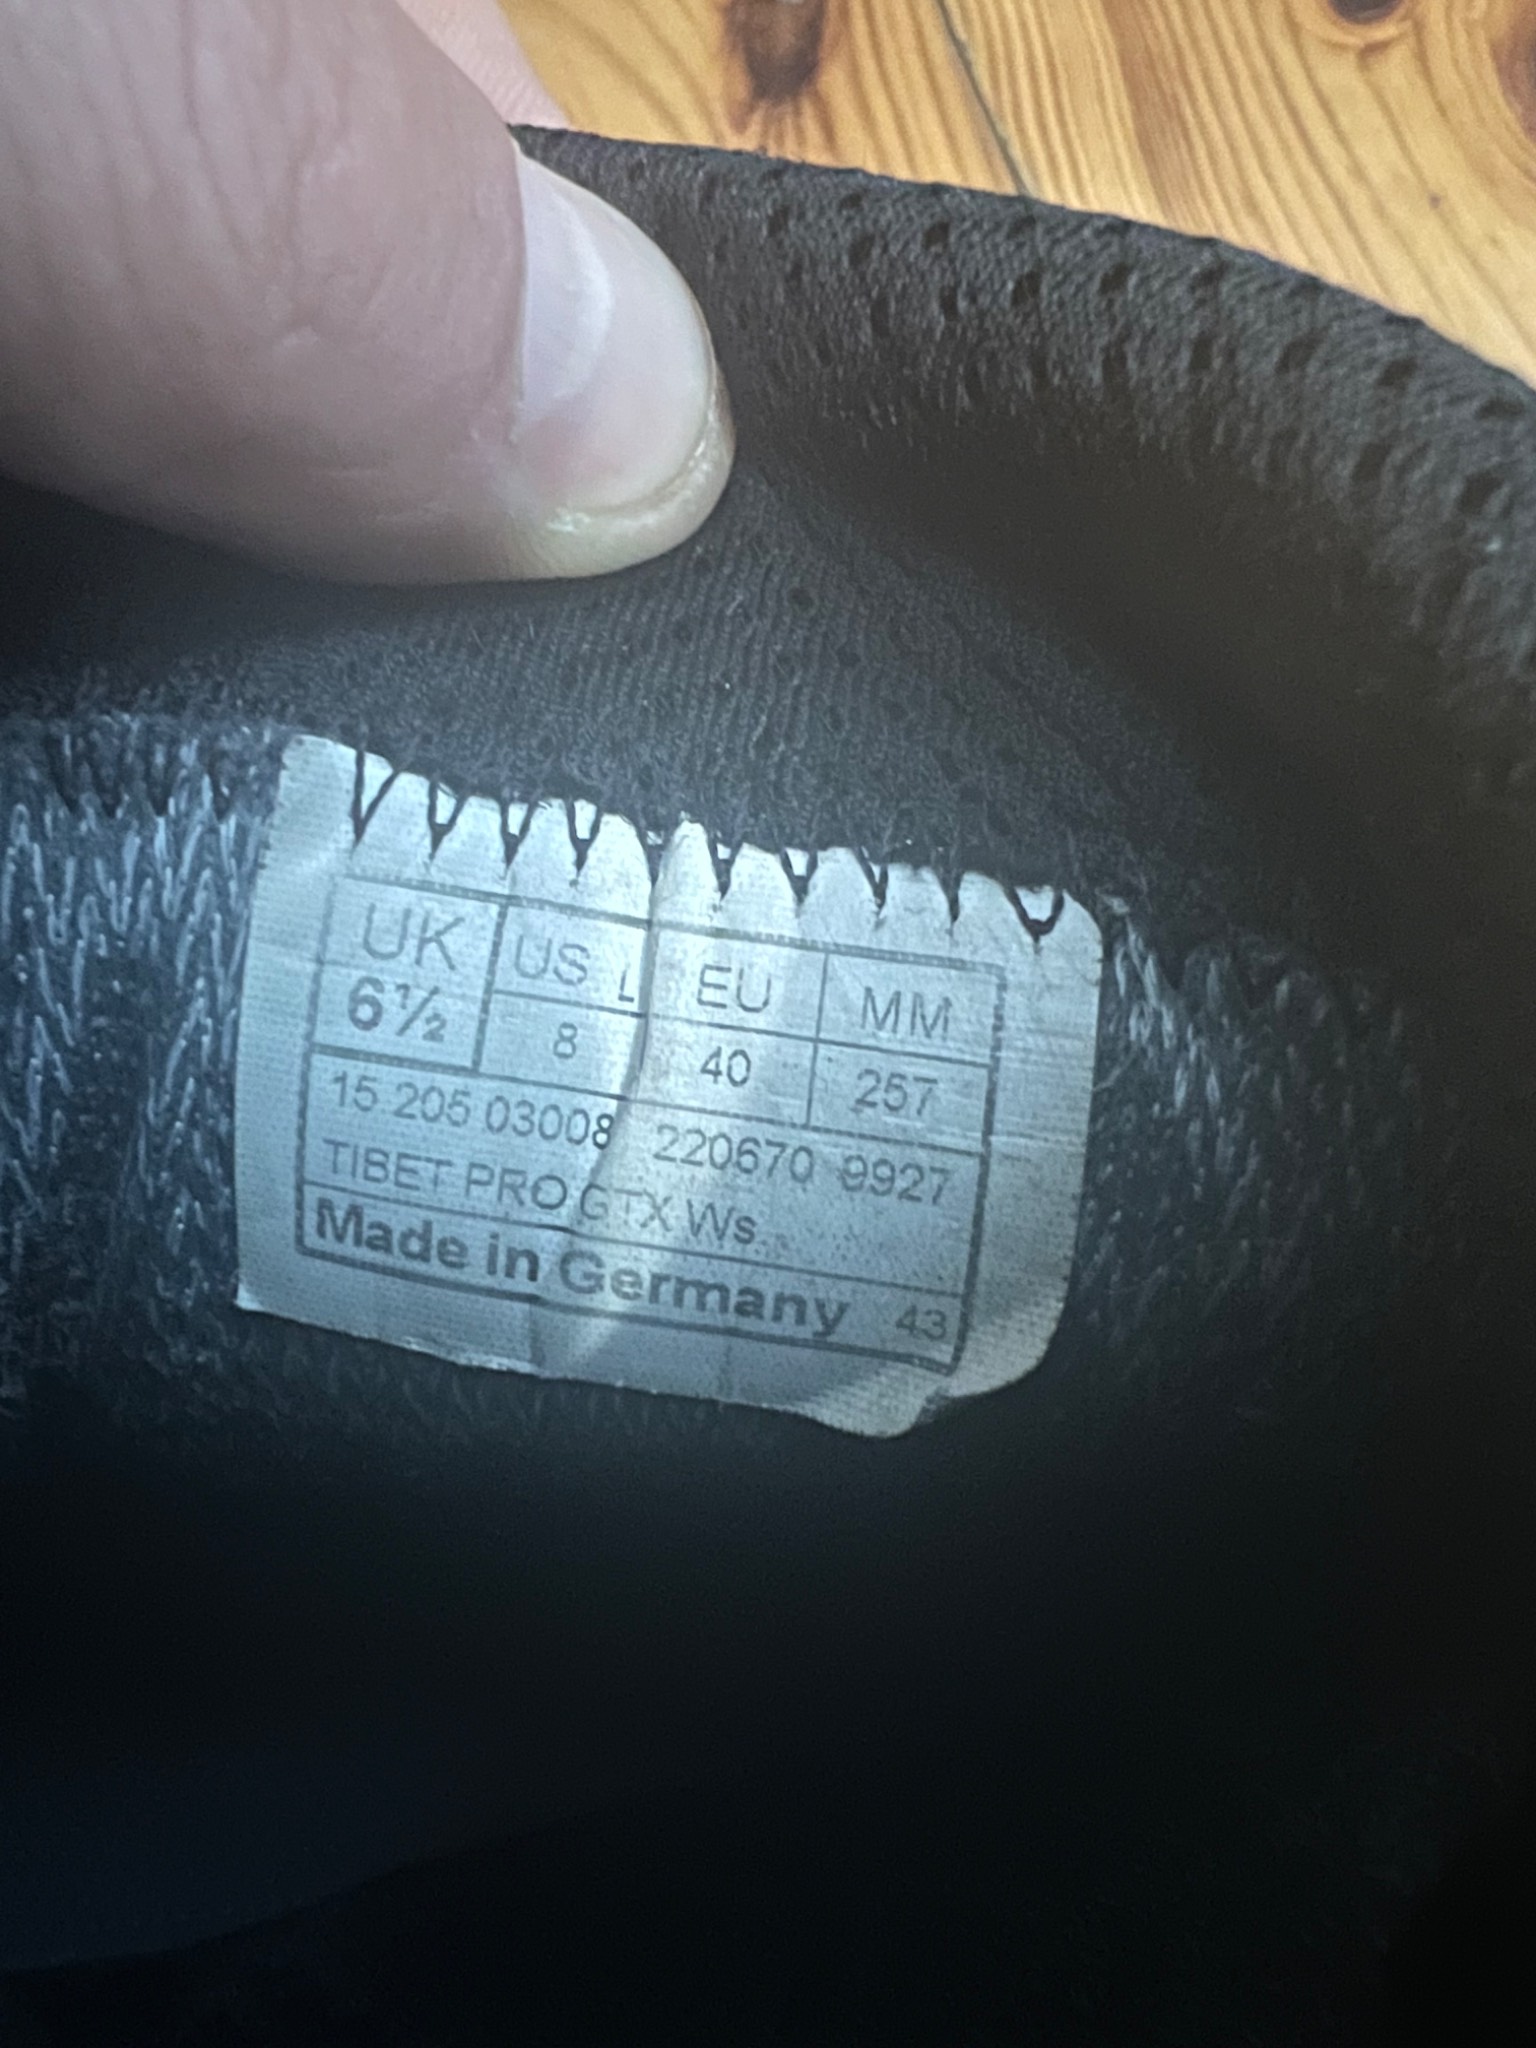 UK US L EU MM
6½ 8 40 257
15 205 03008 220670 9927
TIBET PRO GTX Ws
Made in Germany 43